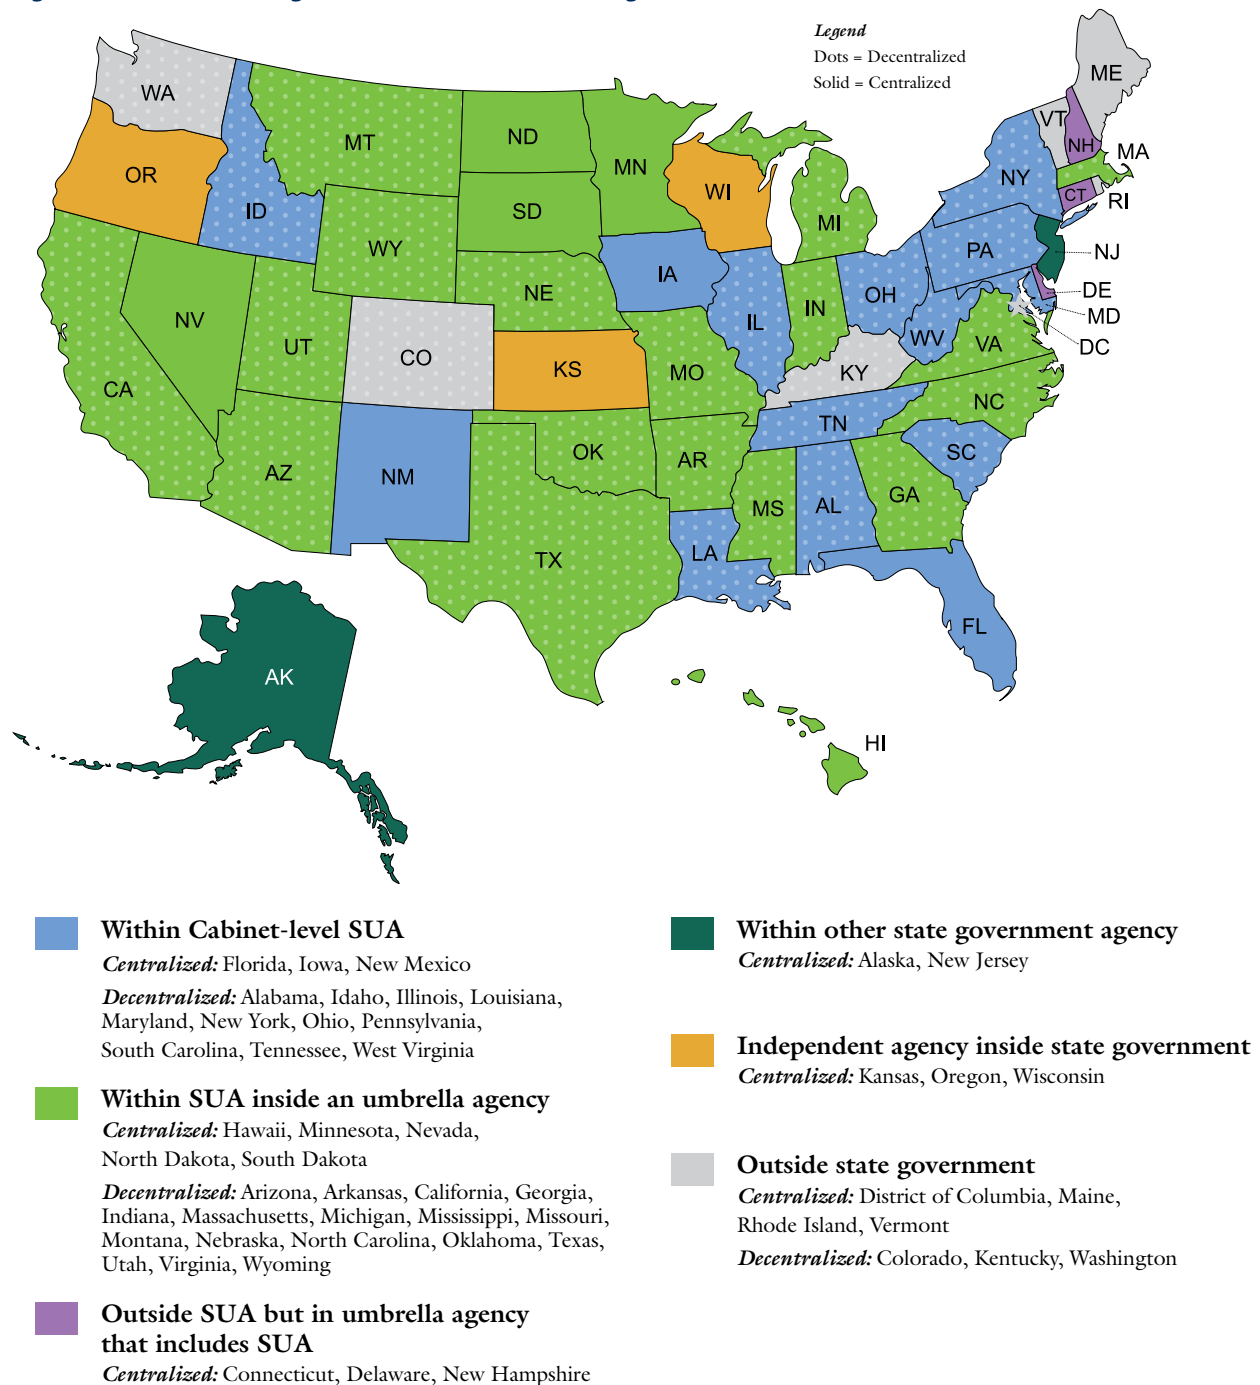 Legend
Dots = Decentralized
Solid = Centralized
WA
MT
ND
MN
ME
VT
NH
MA
OR
ID
SD
WI
MI
NY
CT
RI
WY
PA
NJ
IA
NE
DE
MD
DC
NV
UT
CO
KS
MO
IL
IN
OH
WV
VA
KY
CA
NC
TN
OK
AR
SC
AZ
NM
MS
AL
GA
TX
LA
FL
AK
HI
Within Cabinet-level SUA
Centralized: Florida, Iowa, New Mexico
Decentralized: Alabama, Idaho, Illinois, Louisiana,
Maryland, New York, Ohio, Pennsylvania,
South Carolina, Tennessee, West Virginia
Within SUA inside an umbrella agency
Centralized: Hawaii, Minnesota, Nevada,
North Dakota, South Dakota
Decentralized: Arizona, Arkansas, California, Georgia,
Indiana, Massachusetts, Michigan, Mississippi, Missouri,
Montana, Nebraska, North Carolina, Oklahoma, Texas,
Utah, Virginia, Wyoming
Outside SUA but in umbrella agency
that includes SUA
Centralized: Connecticut, Delaware, New Hampshire
Within other state government agency
Centralized: Alaska, New Jersey
Independent agency inside state government
Centralized: Kansas, Oregon, Wisconsin
Outside state government
Centralized: District of Columbia, Maine,
Rhode Island, Vermont
Decentralized: Colorado, Kentucky, Washington